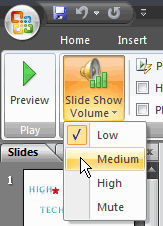 Home
Insert
Preview
Slide Show
Volume
P
H
R
Play
Low
Medium
High
Mute
Slides
1
HIGH
TECH